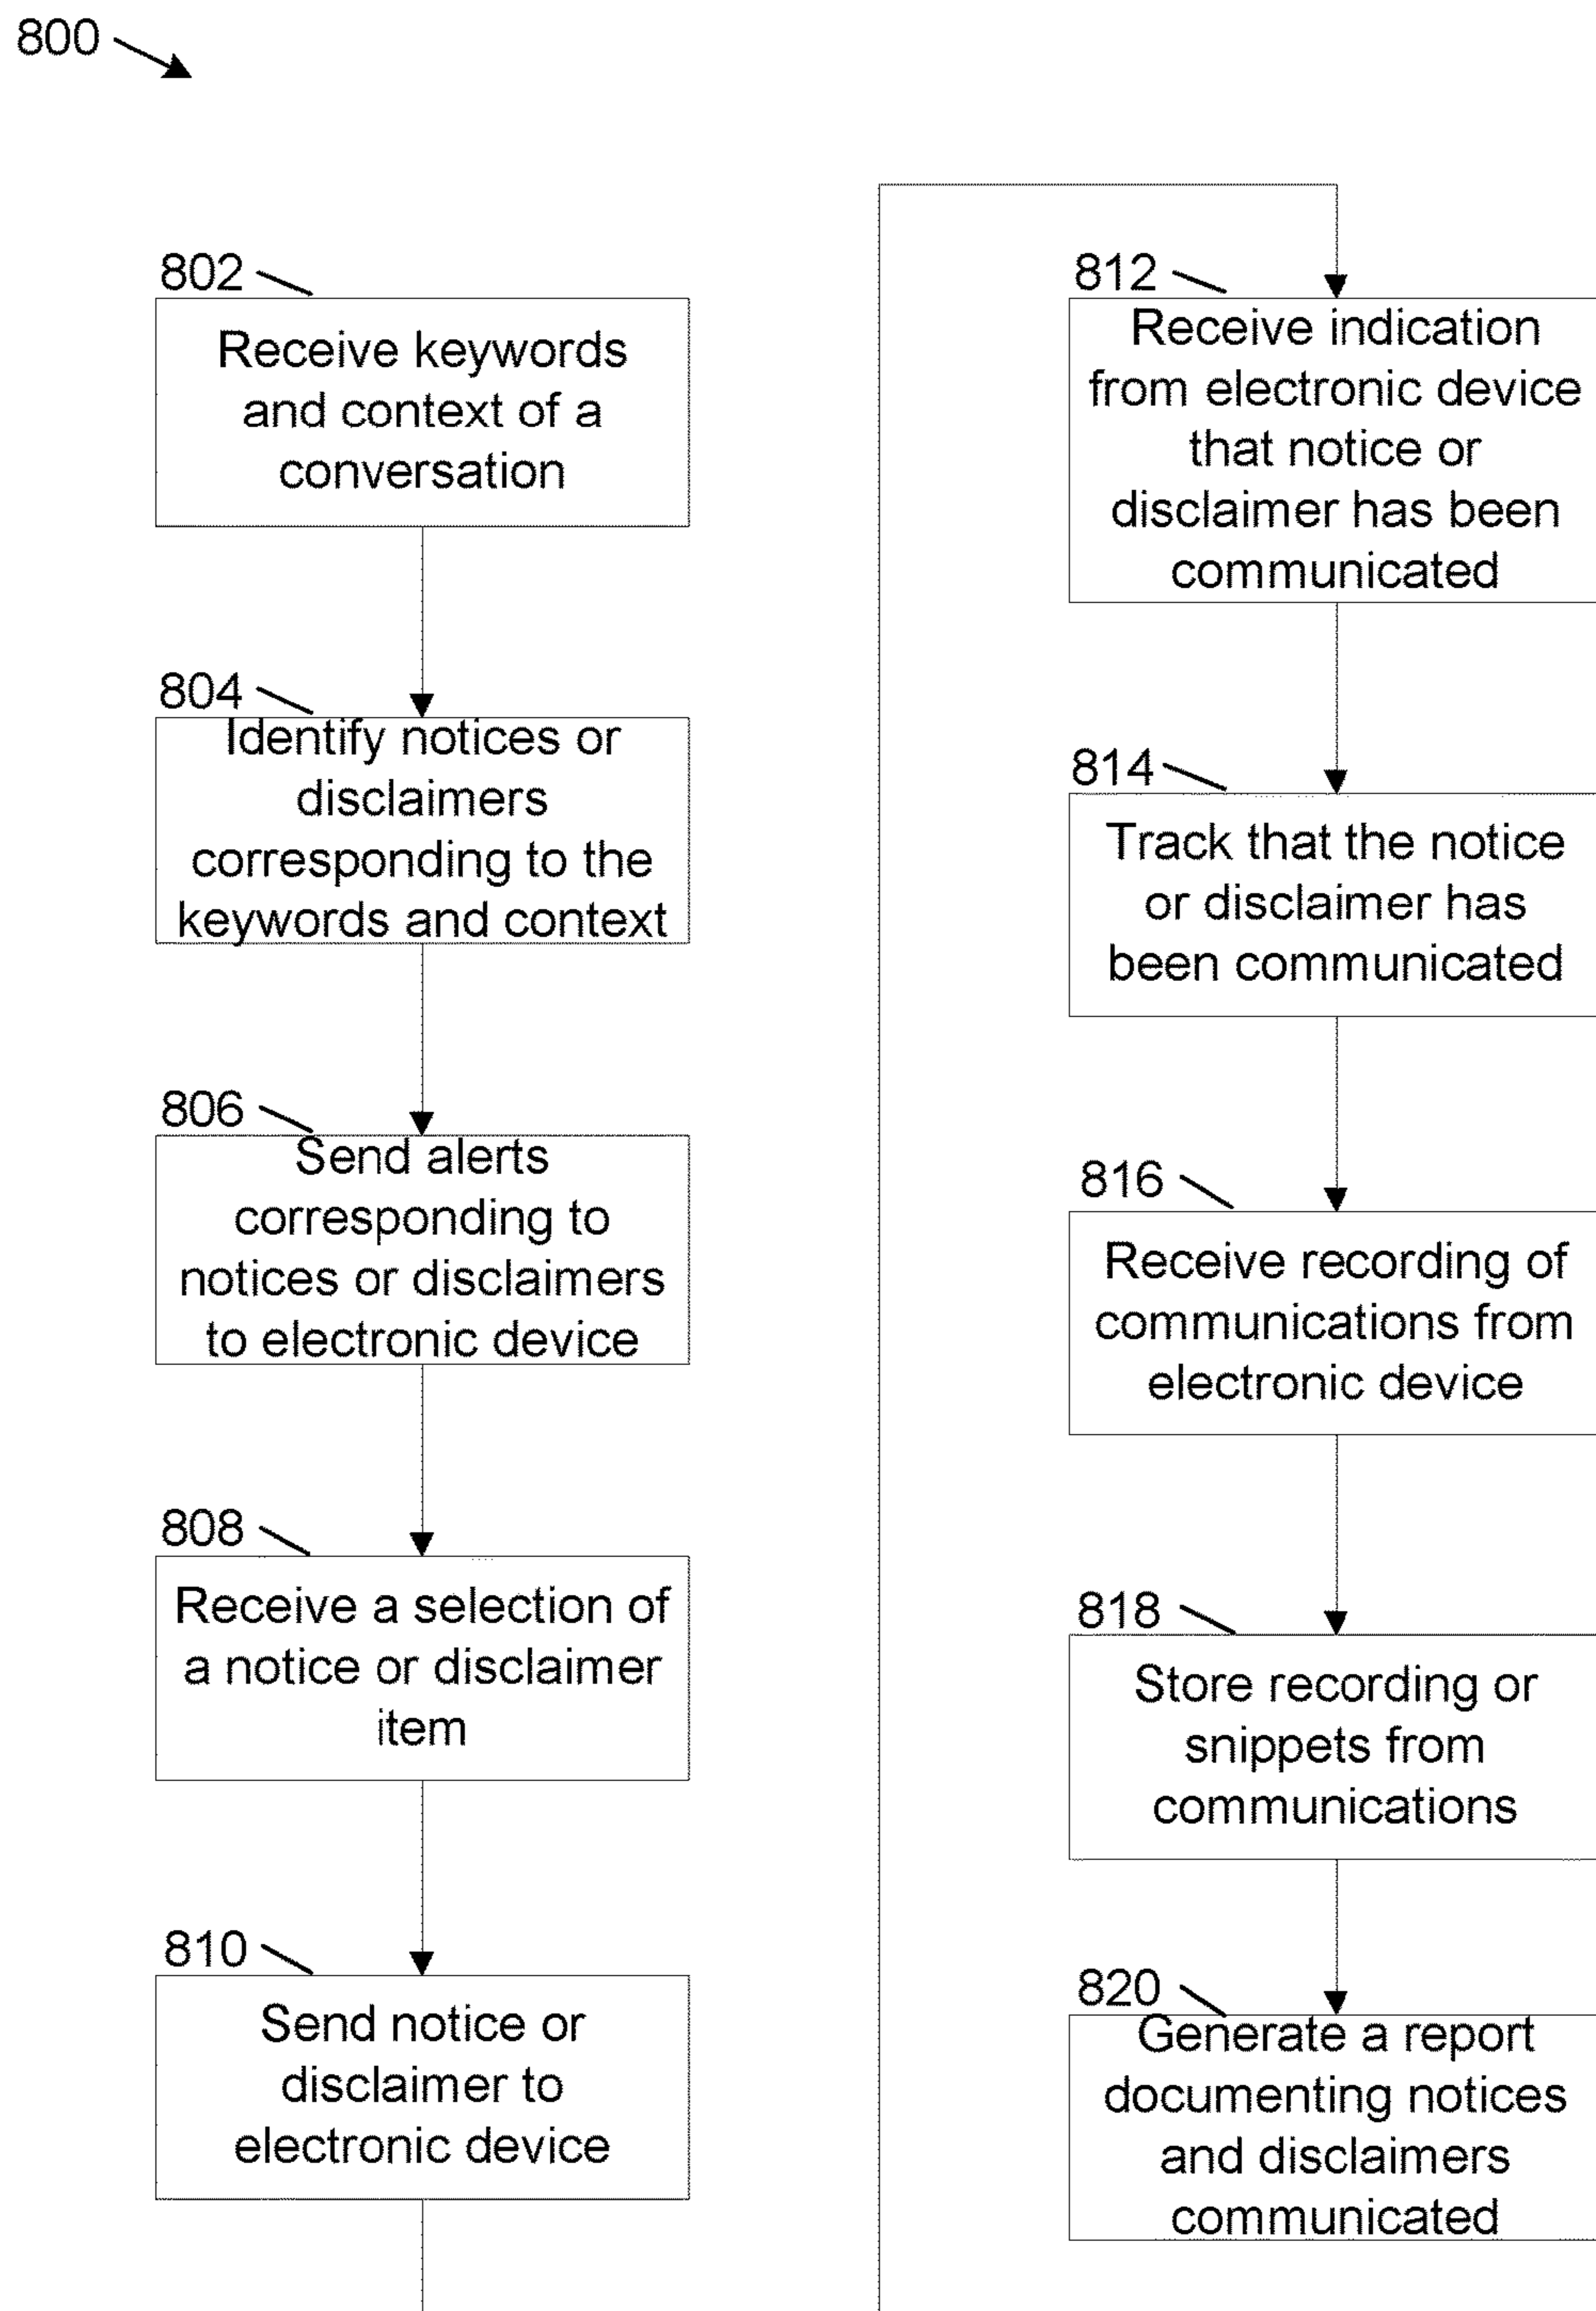 800
802
Receive keywords
and context of a
conversation
804
Identify notices or
disclaimers
corresponding to the
keywords and context
806
Send alerts
corresponding to
notices or disclaimers
to electronic device
808
Receive a selection of
a notice or disclaimer
item
810
Send notice or
disclaimer to
electronic device
812
Receive indication
from electronic device
that notice or
disclaimer has been
communicated
814
Track that the notice
or disclaimer has
been communicated
816
Receive recording of
communications from
electronic device
818
Store recording or
snippets from
communications
820
Generate a report
documenting notices
and disclaimers
communicated